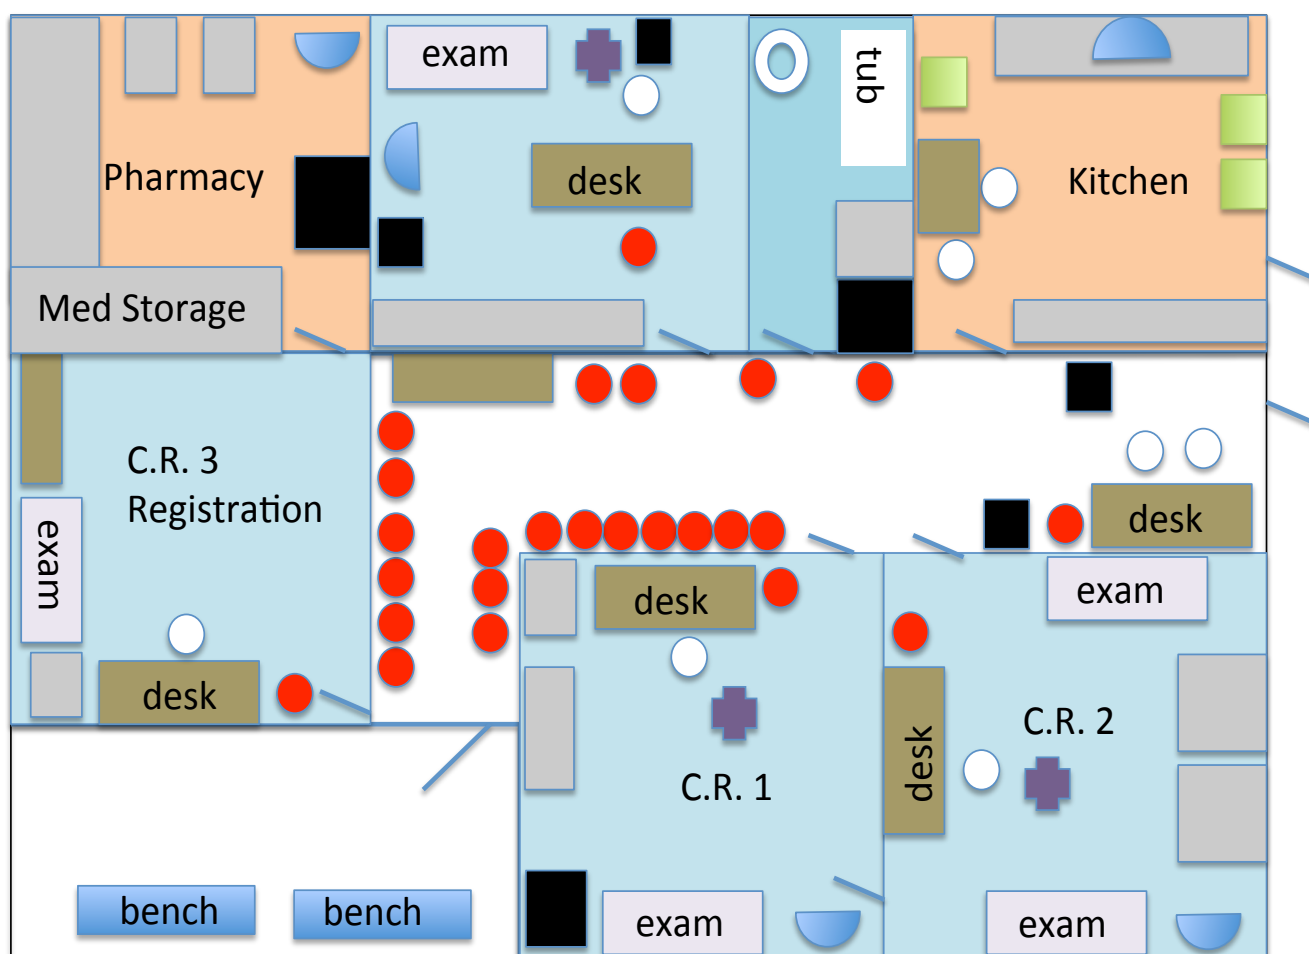 exam
tub
Pharmacy
desk
Kitchen
Med Storage
C.R. 3
Registration
exam
desk
desk
exam
desk
C.R. 1
C.R. 2
desk
bench
bench
exam
exam